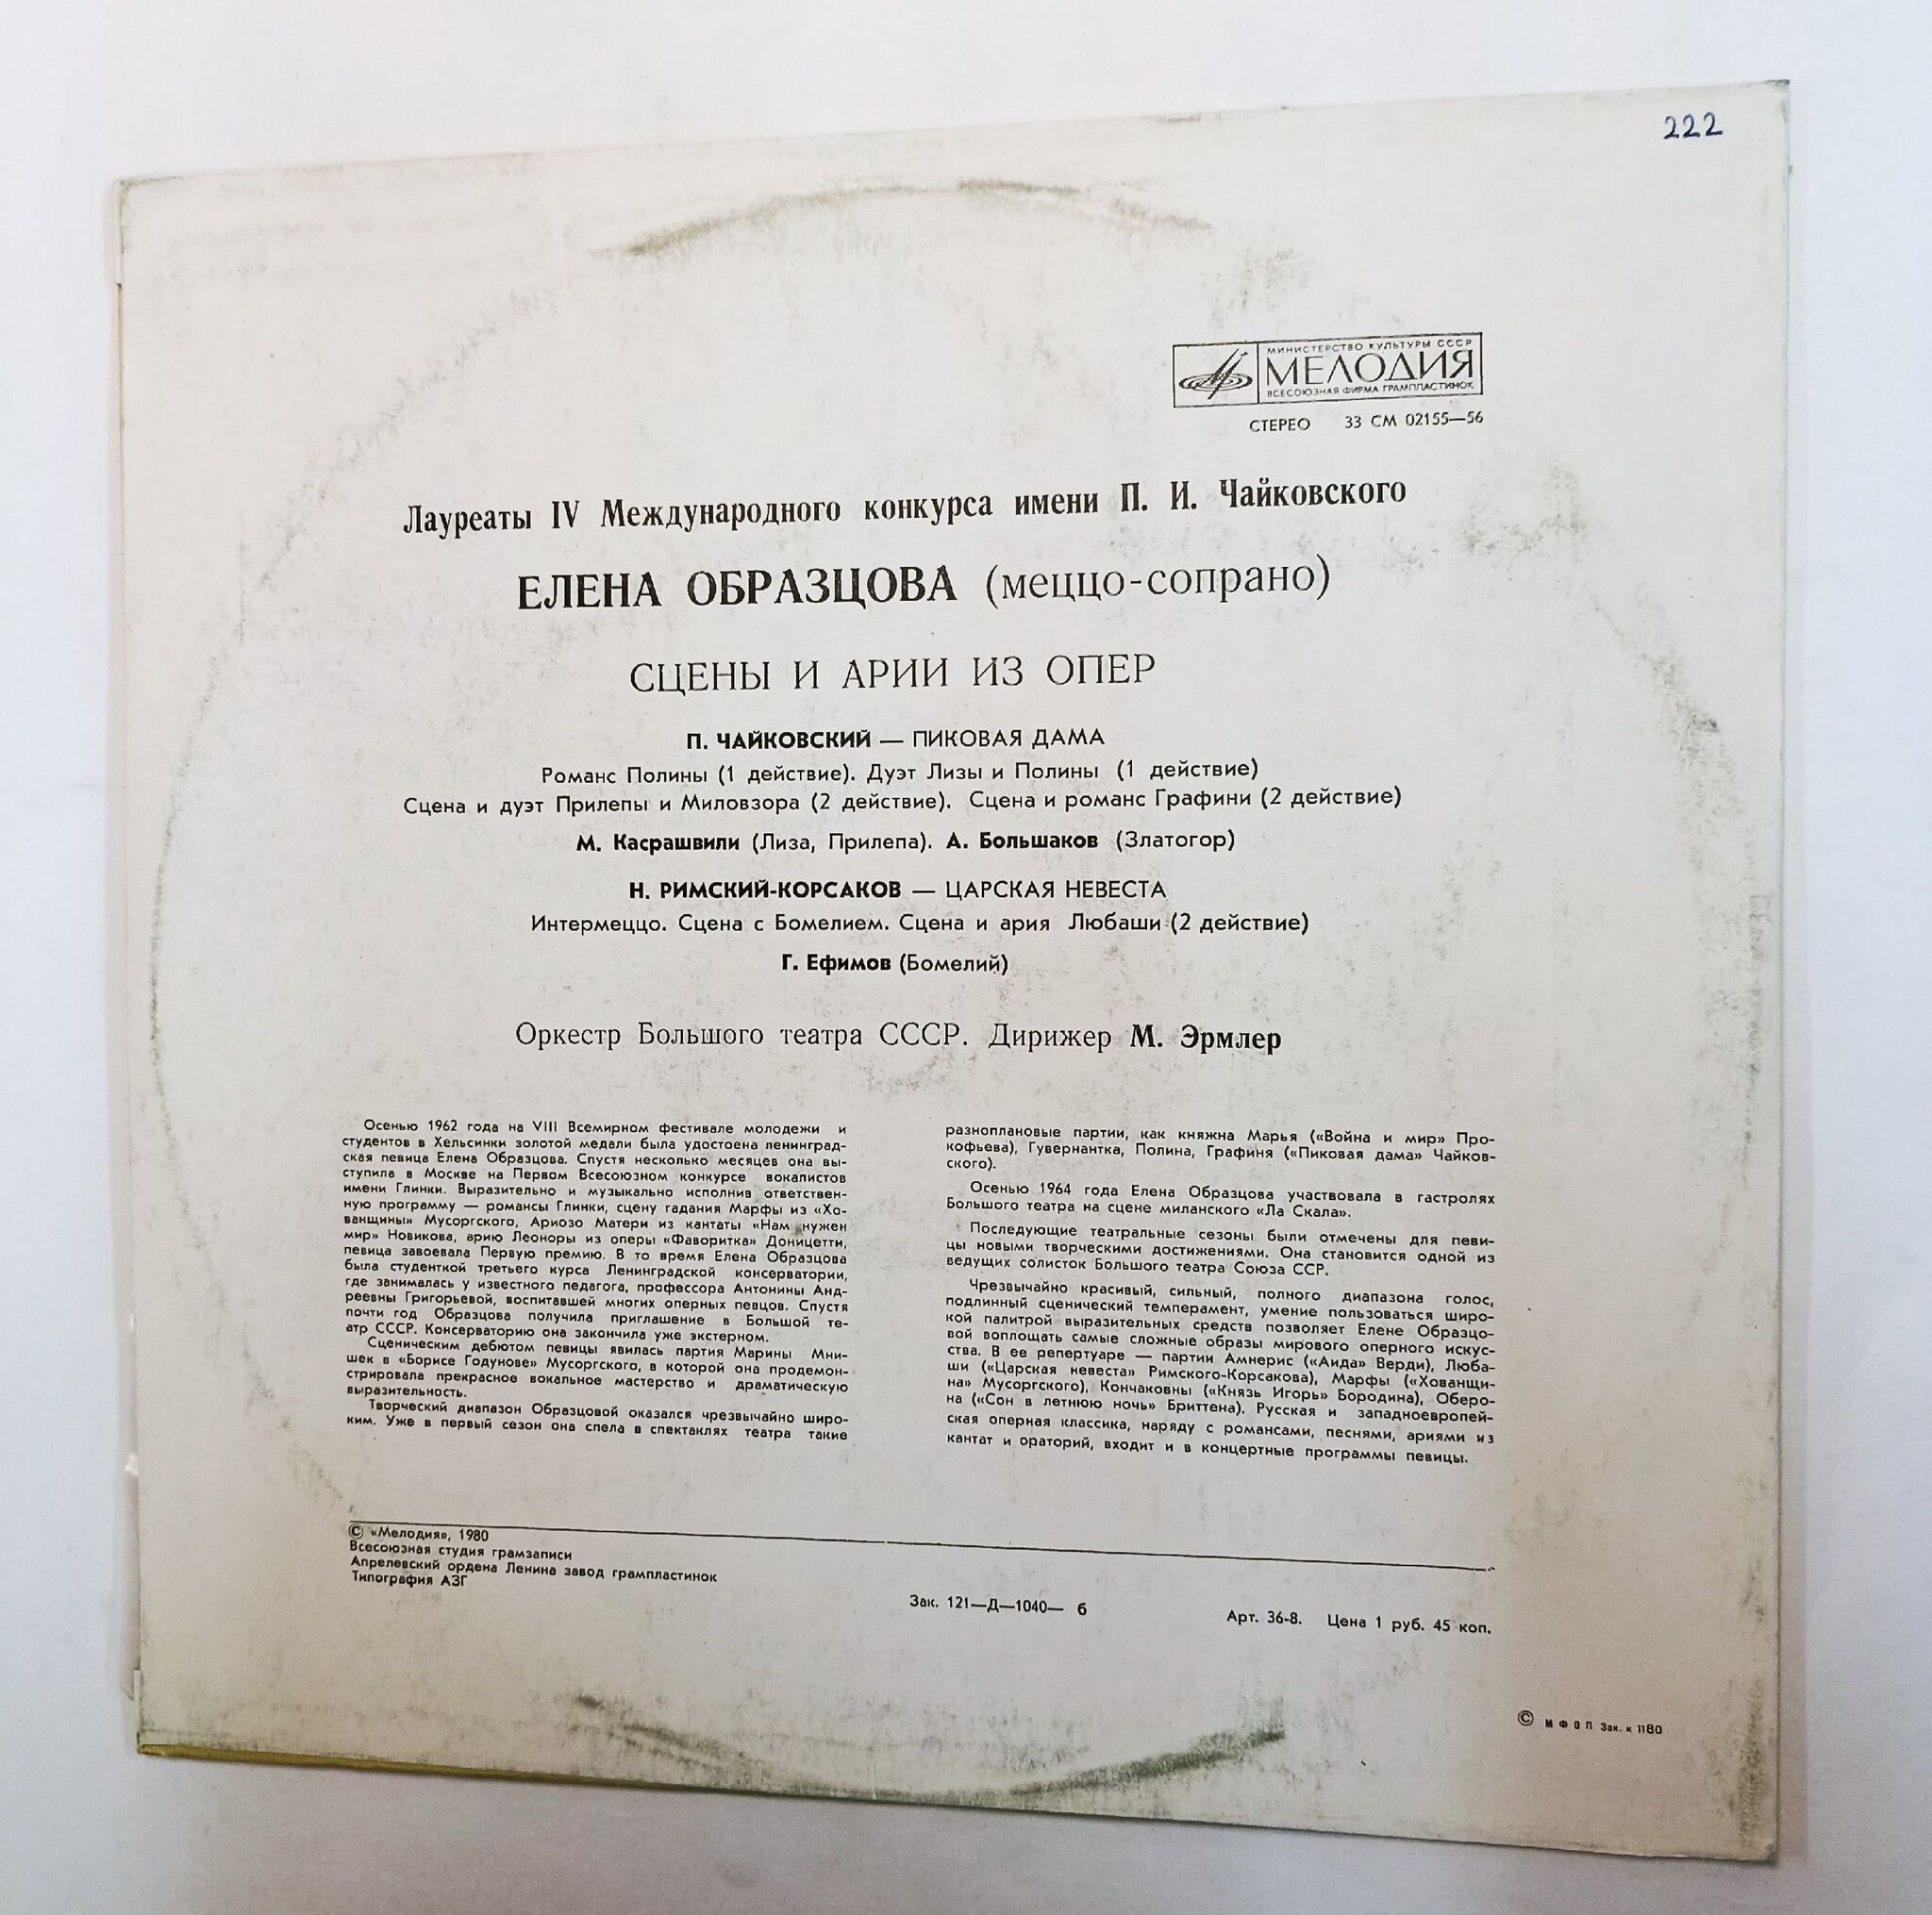 222
МИНИСТЕРСТВО КУЛЬТУРЫ СССР
МЕЛОДИЯ
ВСЕСОЮЗНАЯ ФИРМА ГРАМПЛАСТИНОК
СТЕРЕО 33 СМ 02155—56
Лауреаты IV Международного конкурса имени П. И. Чайковского
ЕЛЕНА ОБРАЗЦОВА (меццо-сопрано)
СЦЕНЫ И АРИИ ИЗ ОПЕР
П. ЧАЙКОВСКИЙ — ПИКОВАЯ ДАМА
Романс Полины (1 действие). Дуэт Лизы и Полины (1 действие)
Сцена и дуэт Прилепы и Миловзора (2 действие). Сцена и романс Графини (2 действие)
М. Касрашвили (Лиза, Прилепа). А. Большаков (Златогор)
Н. РИМСКИЙ-КОРСАКОВ — ЦАРСКАЯ НЕВЕСТА
Интермеццо. Сцена с Бомелием. Сцена и ария Любаши (2 действие)
Г. Ефимов (Бомелий)
Оркестр Большого театра СССР. Дирижер М. Эрмлер
Осенью 1962 года на VIII Всемирном фестивале молодежи и
студентов в Хельсинки золотой медали была удостоена ленинград-
ская певица Елена Образцова. Спустя несколько месяцев она вы-
ступила в Москве на Первом Всесоюзном конкурсе вокалистов
имени Глинки. Выразительно и музыкально исполнив ответствен-
ную программу — романсы Глинки, сцену гадания Марфы из «Хо-
ванщины» Мусоргского, Ариозо Матери из кантаты «Нам нужен
мир» Новикова, арию Леоноры из оперы «Фаворитка» Доницетти,
певица завоевала Первую премию. В то время Елена Образцова
была студенткой третьего курса Ленинградской консерватории,
где занималась у известного педагога, профессора Антонины Анд-
реевны Григорьевой, воспитавшей многих оперных певцов. Спустя
почти год Образцова получила приглашение в Большой те-
атр СССР. Консерваторию она закончила уже экстерном.
Сценическим дебютом певицы явилась партия Марины Мни-
шек в «Борисе Годунове» Мусоргского, в которой она продемон-
стрировала прекрасное вокальное мастерство и драматическую
выразительность.
Творческий диапазон Образцовой оказался чрезвычайно широ-
ким. Уже в первый сезон она спела в спектаклях театра такие
разноплановые партии, как княжна Марья («Война и мир» Про-
кофьева), Гувернантка, Полина, Графиня («Пиковая дама» Чайков-
ского).
Осенью 1964 года Елена Образцова участвовала в гастролях
Большого театра на сцене миланского «Ла Скала».
Последующие театральные сезоны были отмечены для певи-
цы новыми творческими достижениями. Она становится одной из
ведущих солисток Большого театра Союза ССР.
Чрезвычайно красивый, сильный, полного диапазона голос,
подлинный сценический темперамент, умение пользоваться широ-
кой палитрой выразительных средств позволяет Елене Образцо-
вой воплощать самые сложные образы мирового оперного искус-
ства. В ее репертуаре — партии Амнерис («Аида» Верди), Люба-
ши («Царская невеста» Римского-Корсакова), Марфы («Хованщи-
на» Мусоргского), Кончаковны («Князь Игорь» Бородина), Оберо-
на («Сон в летнюю ночь» Бриттена). Русская и западноевропей-
ская оперная классика, наряду с романсами, песнями, ариями из
кантат и ораторий, входит и в концертные программы певицы.
© «Мелодия», 1980
Всесоюзная студия грамзаписи
Апрелевский ордена Ленина завод грампластинок
Типография АЗГ
Зак. 121—Д—1040— б
Арт. 36-8. Цена 1 руб. 45 коп.
© МФОП Зак. к 1180